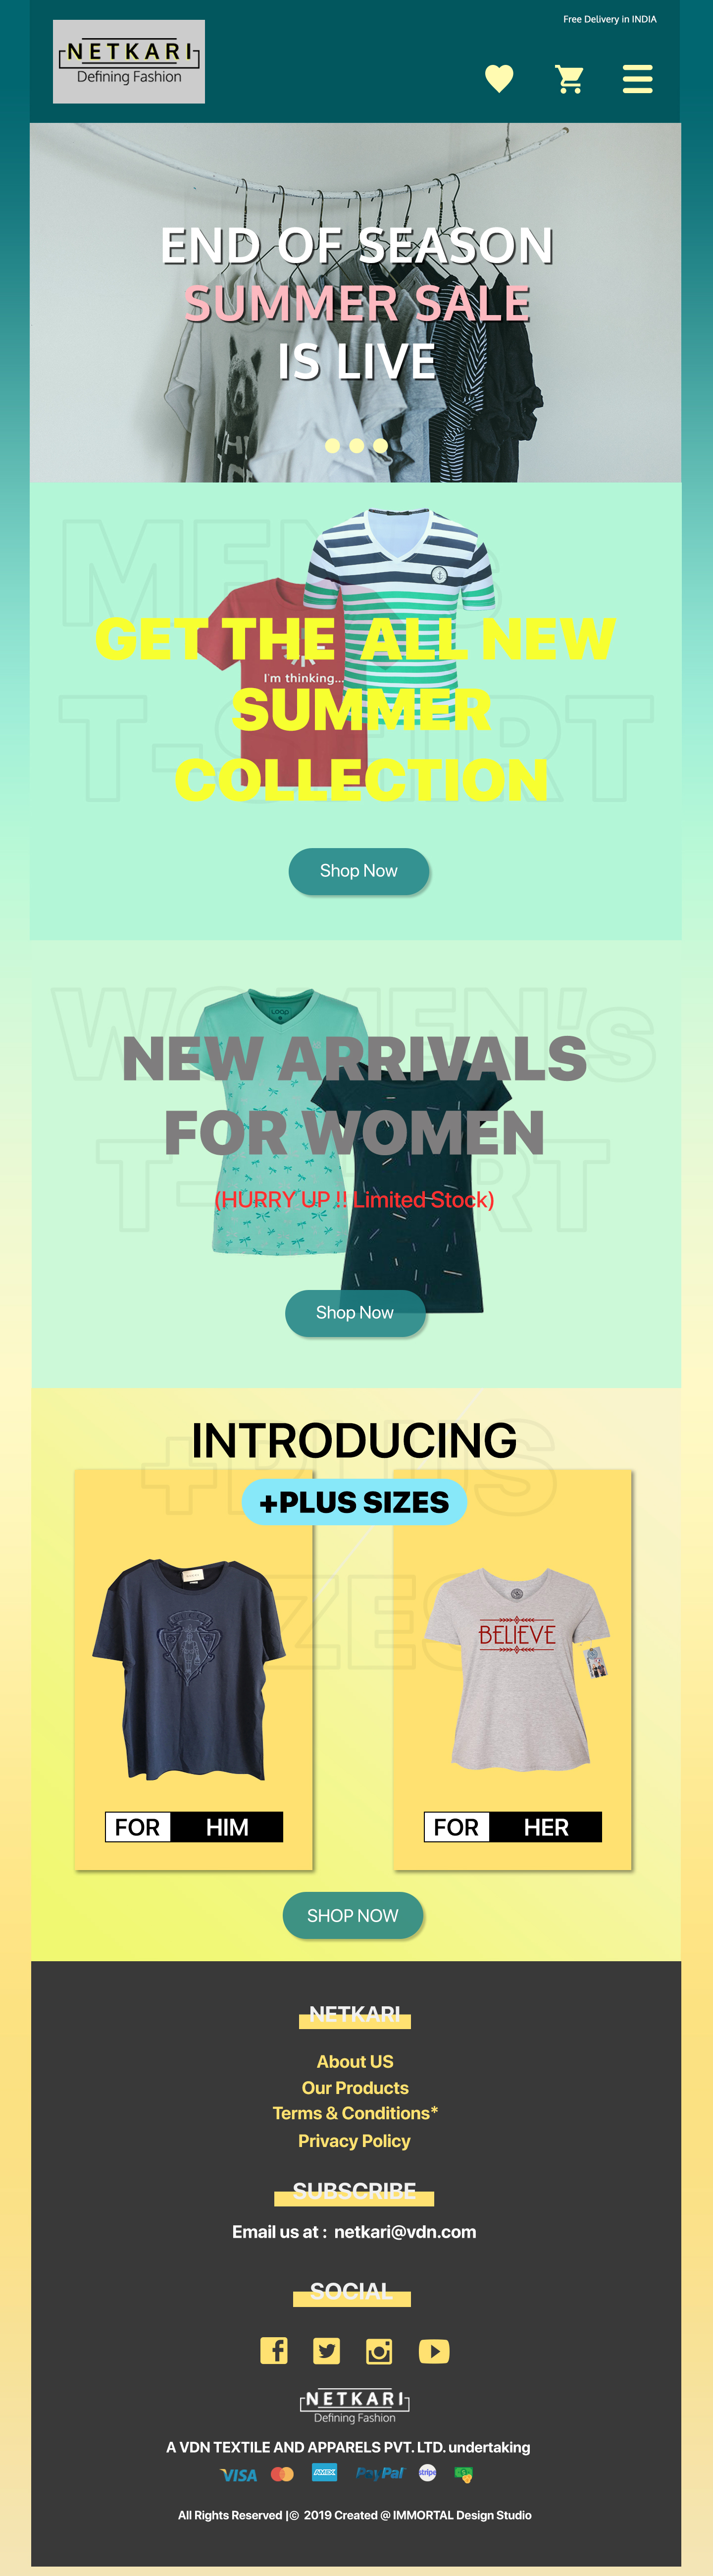 Free Delivery in INDIA
NETKARI
Defining Fashion
END OF SEASON
SUMMER SALE
IS LIVE
MEN's
T-SHIRT
I'm thinking...
GET THE ALL NEW
SUMMER
COLLECTION
Shop Now
WOMEN's
T-SHIRT
LOGO
NEW ARRIVALS
FOR WOMEN
(HURRY UP !! Limited Stock)
Shop Now
INTRODUCING
+PLUS
SIZES
+PLUS SIZES
BELIEVE
FOR HIM
FOR HER
SHOP NOW
NETKARI
About US
Our Products
Terms & Conditions*
Privacy Policy
SUBSCRIBE
Email us at : netkari@vdn.com
SOCIAL
NETKARI
Defining Fashion
A VDN TEXTILE AND APPARELS PVT. LTD. undertaking
VISA AMEX PayPal stripe
All Rights Reserved |© 2019 Created @ IMMORTAL Design Studio